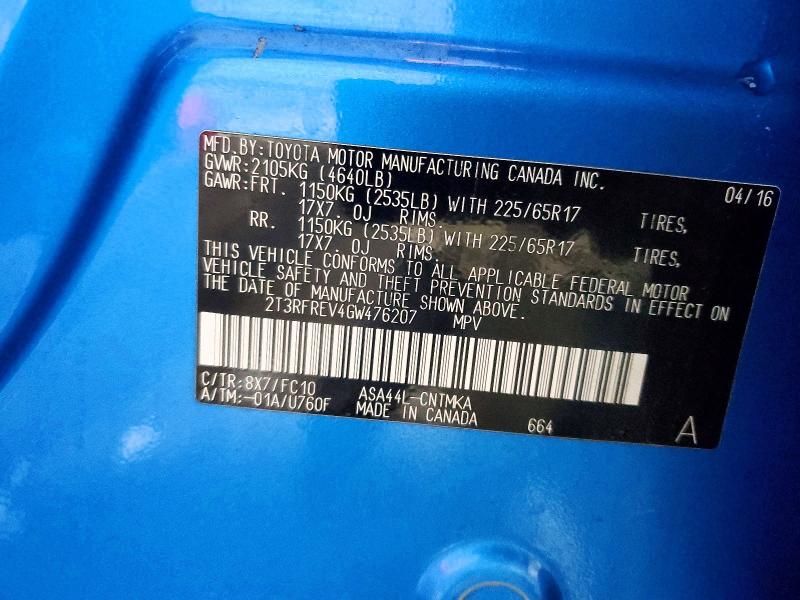 MFD.BY:TOYOTA MOTOR MANUFACTURING CANADA INC.
GVWR:2105KG (4640LB) 04/16
GAWR:FRT. 1150KG (2535LB) WITH 225/65R17 TIRES,
17X7. 0J RIMS.
RR. 1150KG (2535LB) WITH 225/65R17 TIRES,
17X7. 0J RIMS.
THIS VEHICLE CONFORMS TO ALL APPLICABLE FEDERAL MOTOR
VEHICLE SAFETY AND THEFT PREVENTION STANDARDS IN EFFECT ON
THE DATE OF MANUFACTURE SHOWN ABOVE.
2T3RFREV4GW476207 MPV
C/TR:8X7/FC10 ASA44L-CNTMKA
A/TM:-01A/U760F MADE IN CANADA 664 A